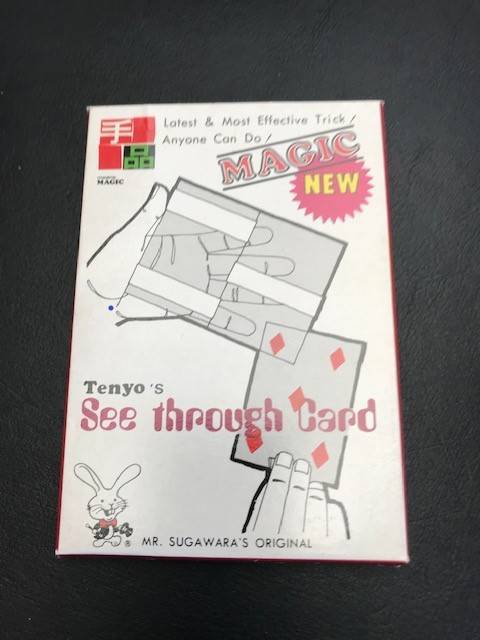 手品
Latest & Most Effective Trick!
Anyone Can Do!
MAGIC
MAGIC
NEW
Tenyo's
See through Card
® MR. SUGAWARA'S ORIGINAL